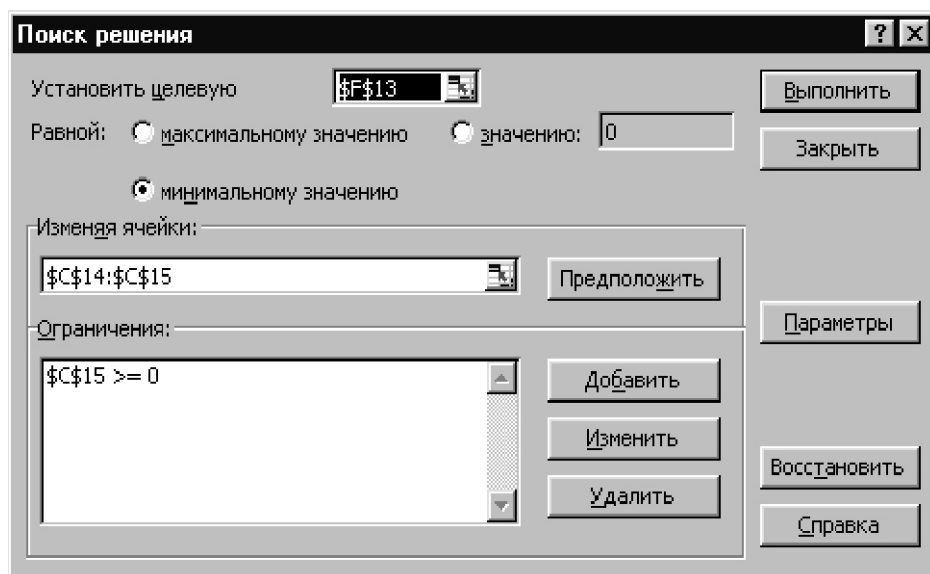 Поиск решения
Установить целевую $F$13 Выполнить
Равной: максимальному значению значению: 0 Закрыть
минимальному значению
Изменяя ячейки:
$C$14:$C$15 Предположить
Ограничения: Параметры
$C$15 >= 0 Добавить
Изменить
Восстановить
Удалить
Справка